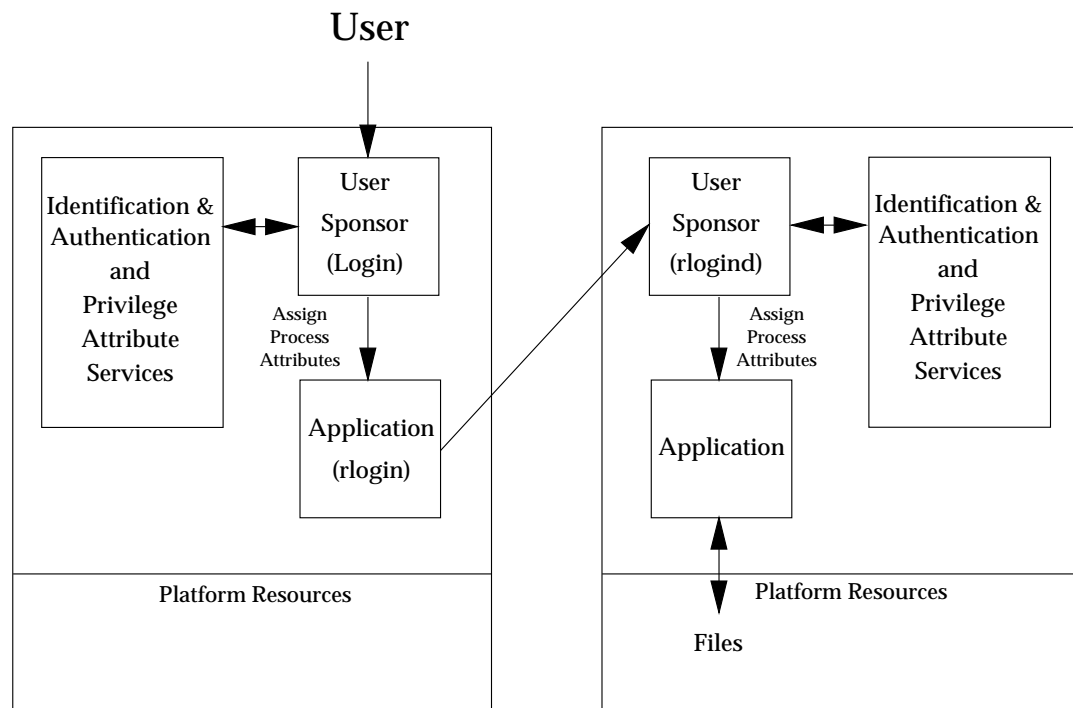 User
Identification &
Authentication
and
Privilege
Attribute
Services
User
Sponsor
(Login)
Assign
Process
Attributes
Application
(rlogin)
Platform Resources
User
Sponsor
(rlogind)
Identification &
Authentication
and
Privilege
Attribute
Services
Assign
Process
Attributes
Application
Platform Resources
Files